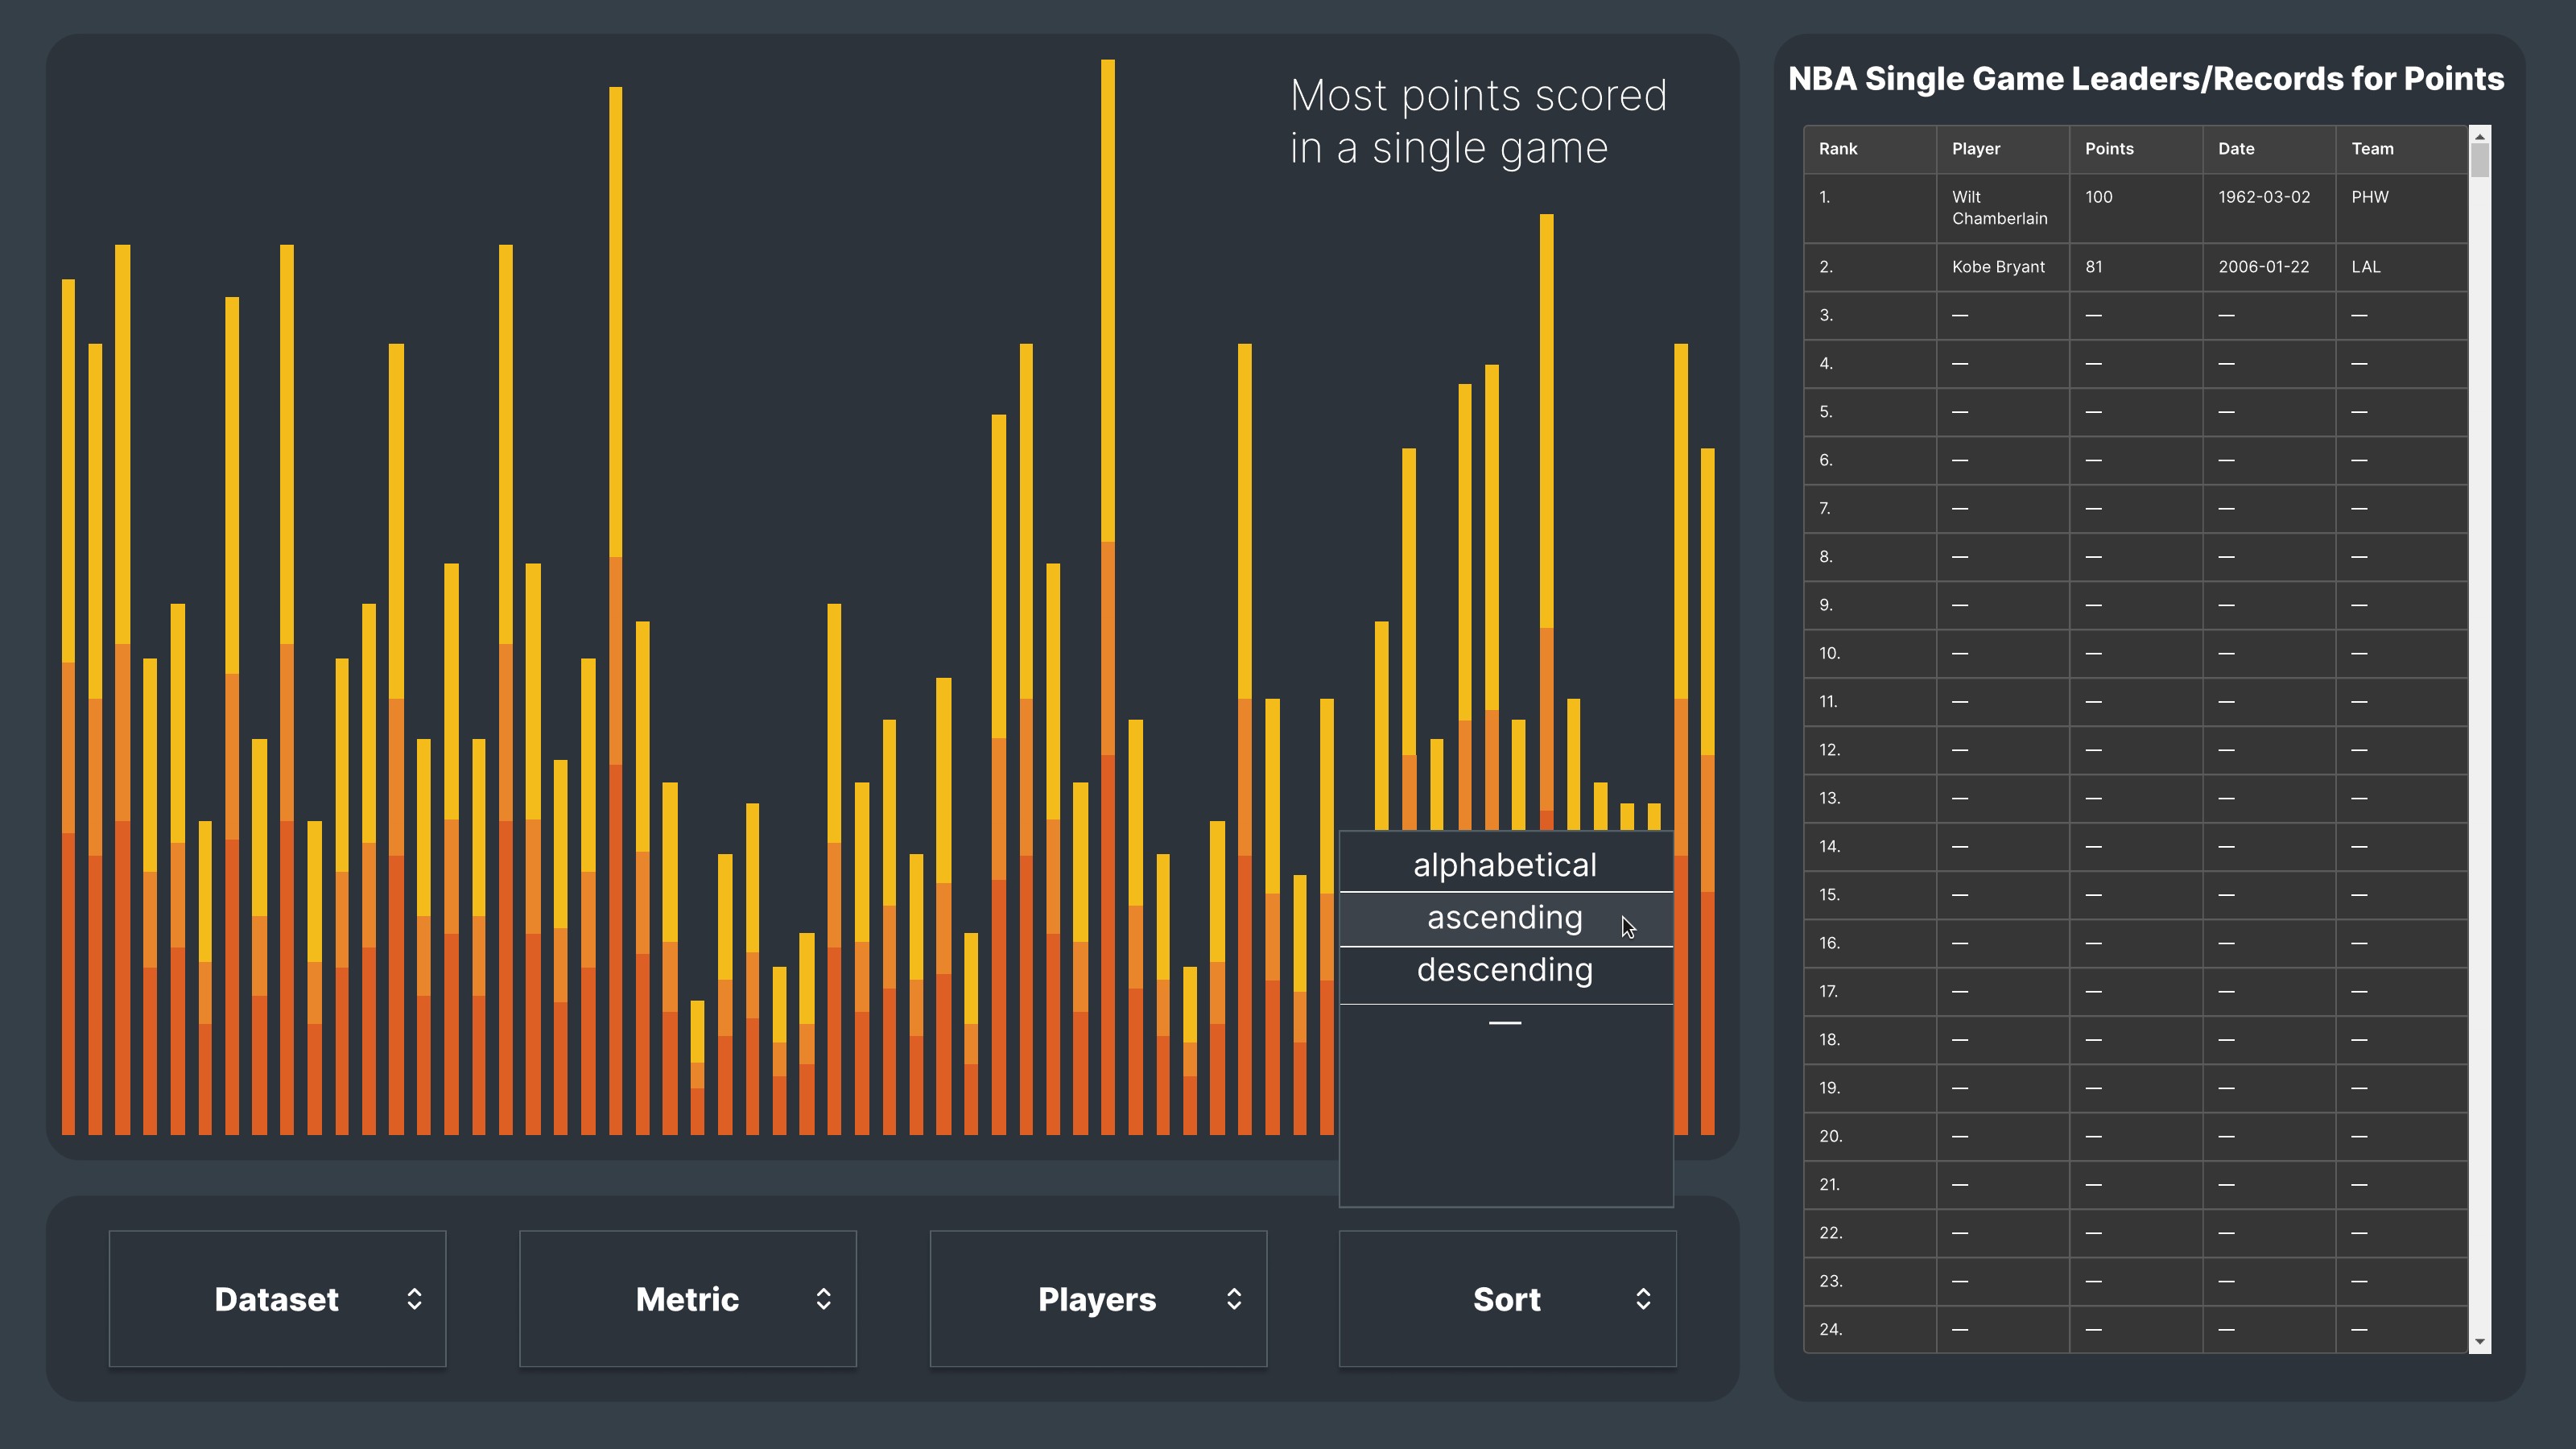 Most points scored
in a single game
alphabetical
ascending
descending
—
Dataset
Metric
Players
Sort
NBA Single Game Leaders/Records for Points
Rank Player Points Date Team
1. Wilt 100 1962-03-02 PHW
Chamberlain
2. Kobe Bryant 81 2006-01-22 LAL
3. — — — —
4. — — — —
5. — — — —
6. — — — —
7. — — — —
8. — — — —
9. — — — —
10. — — — —
11. — — — —
12. — — — —
13. — — — —
14. — — — —
15. — — — —
16. — — — —
17. — — — —
18. — — — —
19. — — — —
20. — — — —
21. — — — —
22. — — — —
23. — — — —
24. — — — —